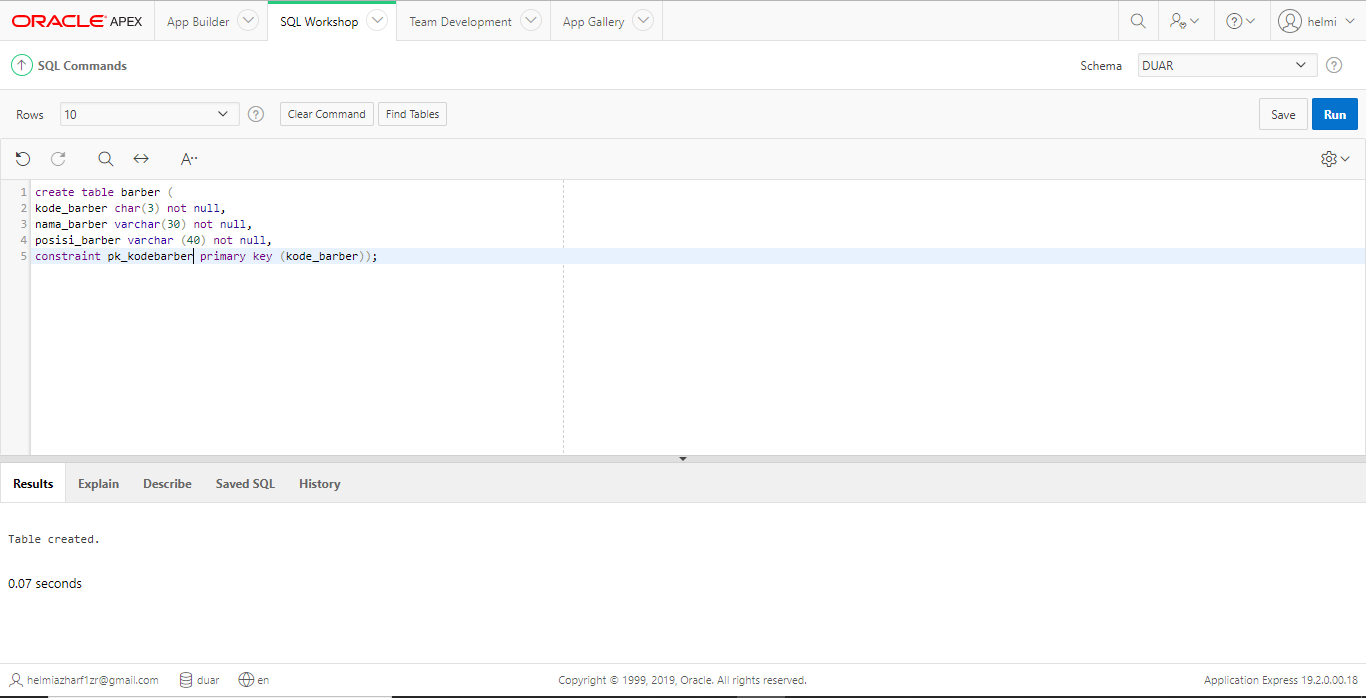 ORACLE APEX App Builder SQL Workshop Team Development App Gallery helmi
SQL Commands Schema DUAR
Rows 10 Clear Command Find Tables Save Run
A··
1 create table barber (
2 kode_barber char(3) not null,
3 nama_barber varchar(30) not null,
4 posisi_barber varchar (40) not null,
5 constraint pk_kodebarber primary key (kode_barber));
Results Explain Describe Saved SQL History
Table created.
0.07 seconds
helmiazharf1zr@gmail.com duar en Copyright © 1999, 2019, Oracle. All rights reserved. Application Express 19.2.0.00.18